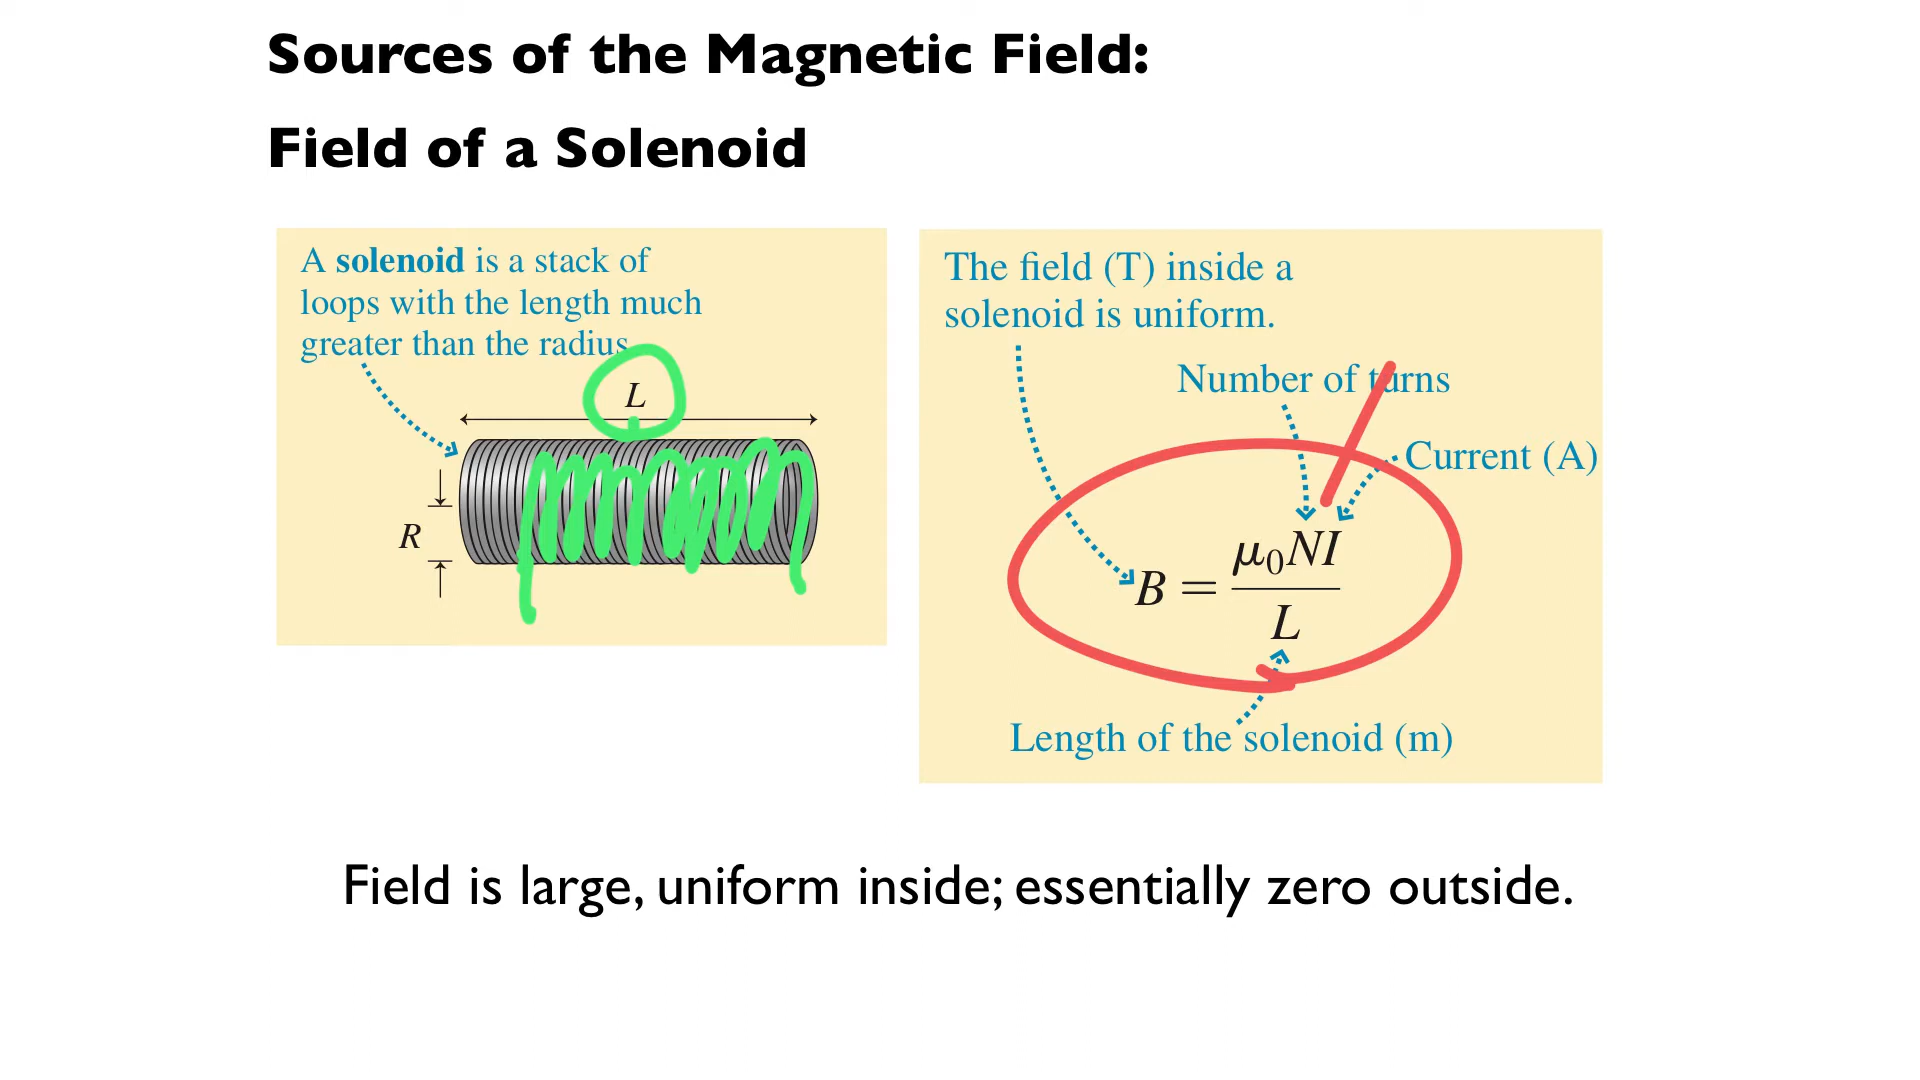 Sources of the Magnetic Field:
Field of a Solenoid
A solenoid is a stack of
loops with the length much
greater than the radius.
L
R
The field (T) inside a
solenoid is uniform.
Number of turns
Current (A)
B = μ₀NI / L
Length of the solenoid (m)
Field is large, uniform inside; essentially zero outside.